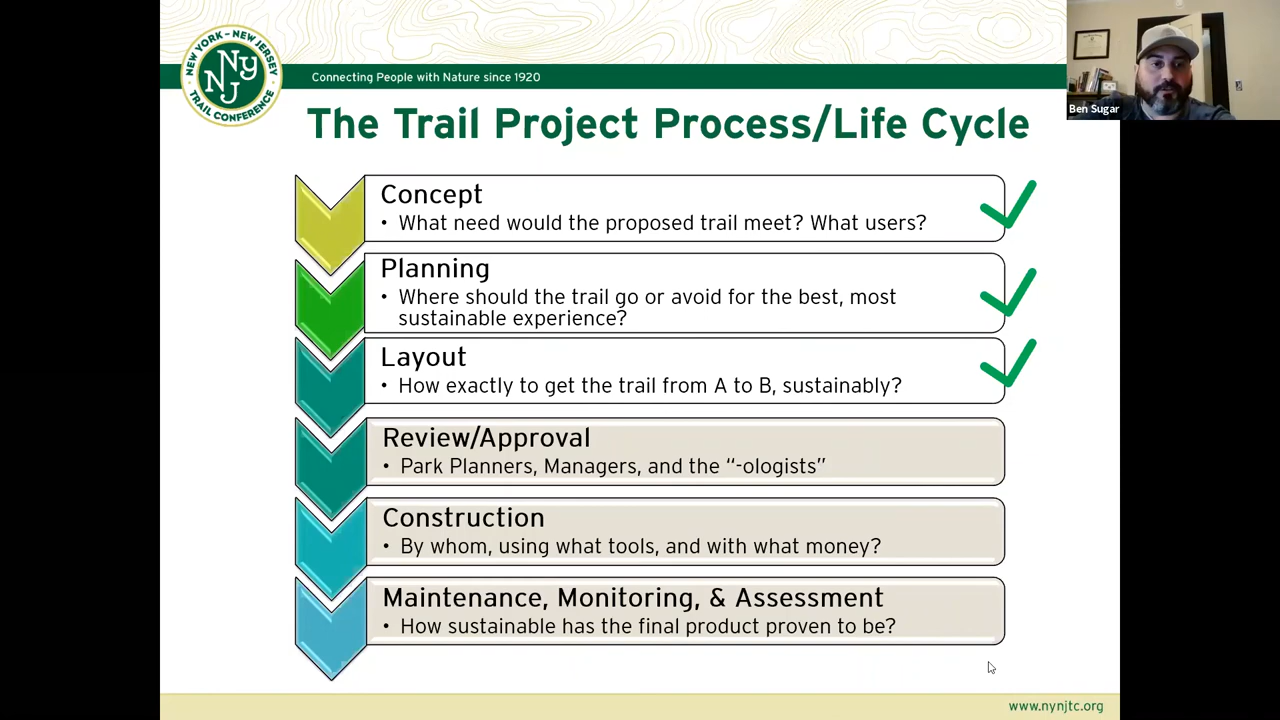 NEW YORK – NEW JERSEY
NY
NJ
TRAIL CONFERENCE
Connecting People with Nature since 1920
Ben Sugar
The Trail Project Process/Life Cycle
Concept
• What need would the proposed trail meet? What users?
Planning
• Where should the trail go or avoid for the best, most
sustainable experience?
Layout
• How exactly to get the trail from A to B, sustainably?
Review/Approval
• Park Planners, Managers, and the “-ologists”
Construction
• By whom, using what tools, and with what money?
Maintenance, Monitoring, & Assessment
• How sustainable has the final product proven to be?
www.nynjtc.org